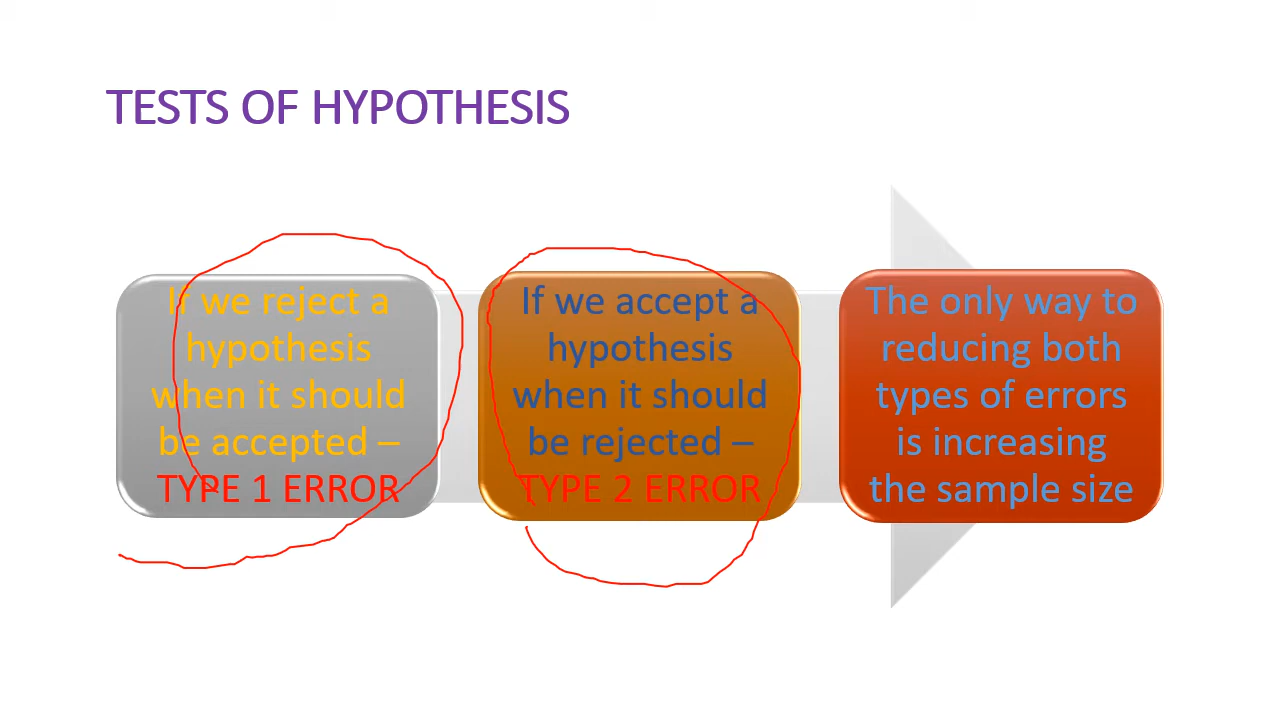 TESTS OF HYPOTHESIS
If we reject a
hypothesis
when it should
be accepted –
TYPE 1 ERROR
If we accept a
hypothesis
when it should
be rejected –
TYPE 2 ERROR
The only way to
reducing both
types of errors
is increasing
the sample size